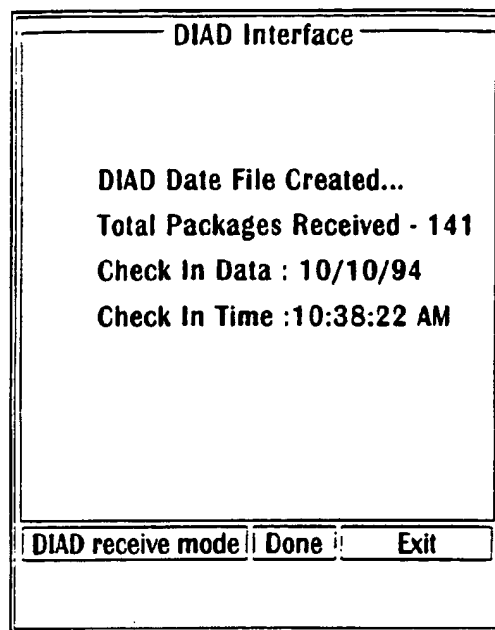 DIAD Interface
DIAD Date File Created...
Total Packages Received - 141
Check In Data : 10/10/94
Check In Time :10:38:22 AM
DIAD receive mode Done Exit